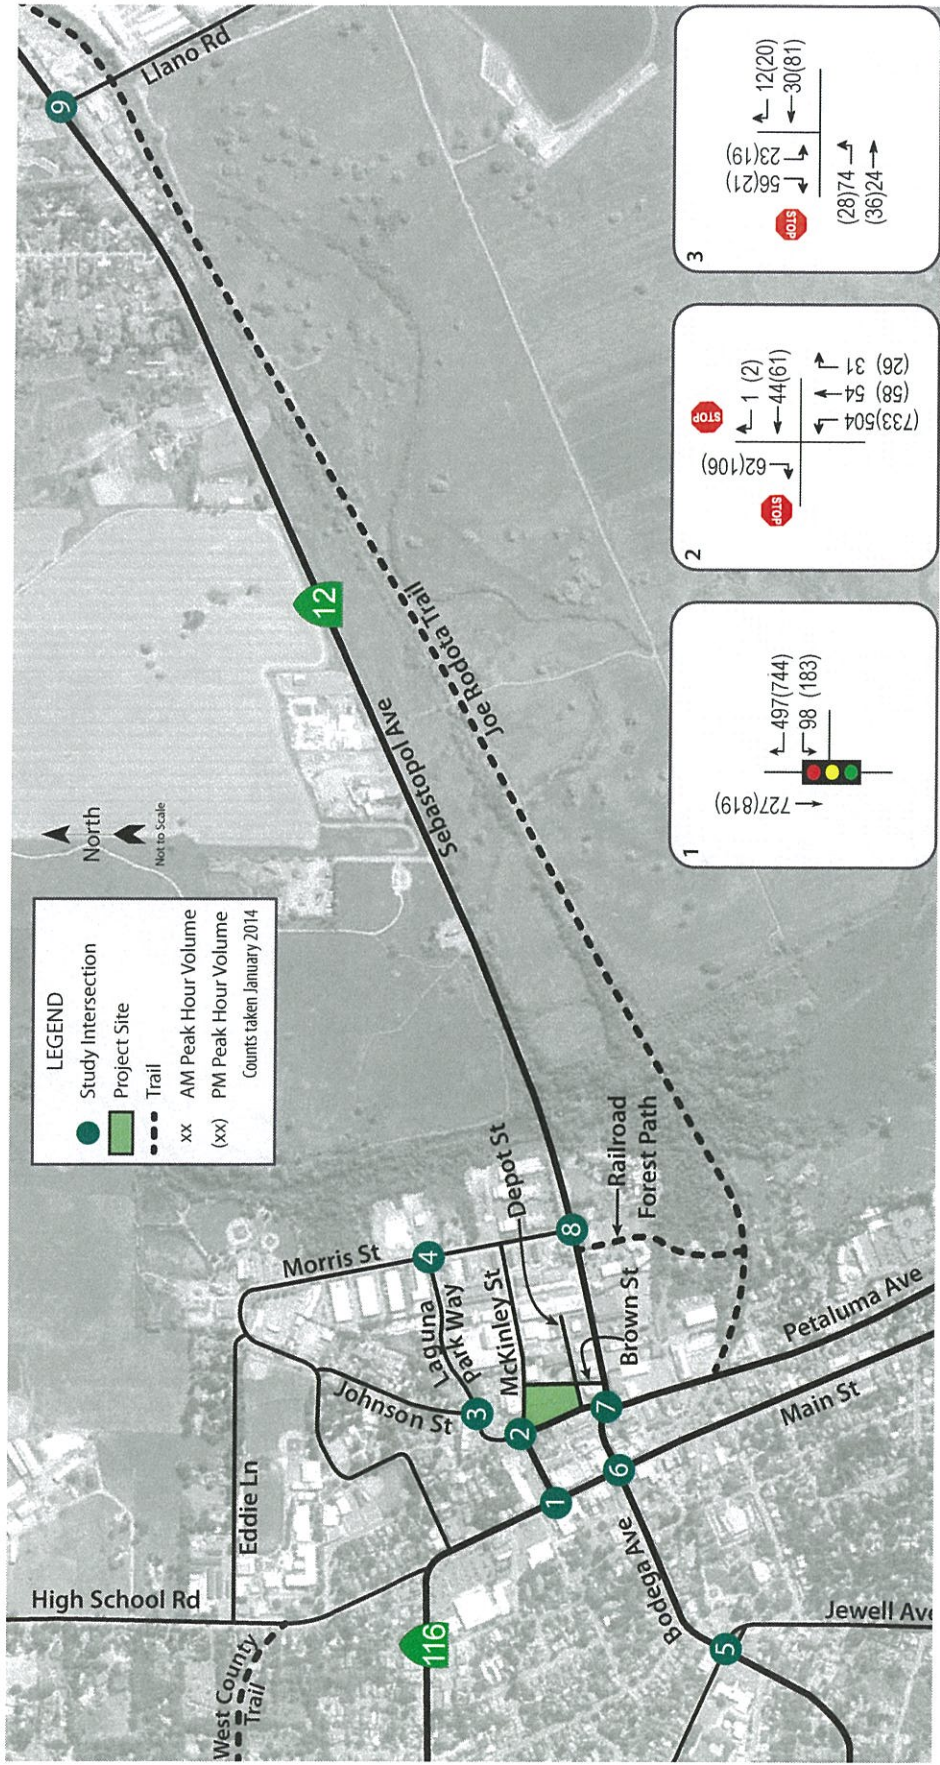 LEGEND
Study Intersection
Project Site
Trail
xx AM Peak Hour Volume
(xx) PM Peak Hour Volume
Counts taken January 2014
North
Not to Scale
High School Rd
West County
Trail
116
Eddie Ln
Johnson St
Morris St
Laguna
Park Way
McKinley St
Depot St
Brown St
Railroad
Forest Path
Petaluma Ave
Main St
Bodega Ave
Jewell Ave
Sebastopol Ave
12
Joe Rodota Trail
Llano Rd
1
2
3
4
5
6
7
8
9
1
727(819)
497(744)
98 (183)
2
STOP
STOP
62(106)
1 (2)
44(61)
(733)504
(58) 54
(26) 31
3
STOP
56(21)
23(19)
12(20)
30(81)
(28)74
(36)24